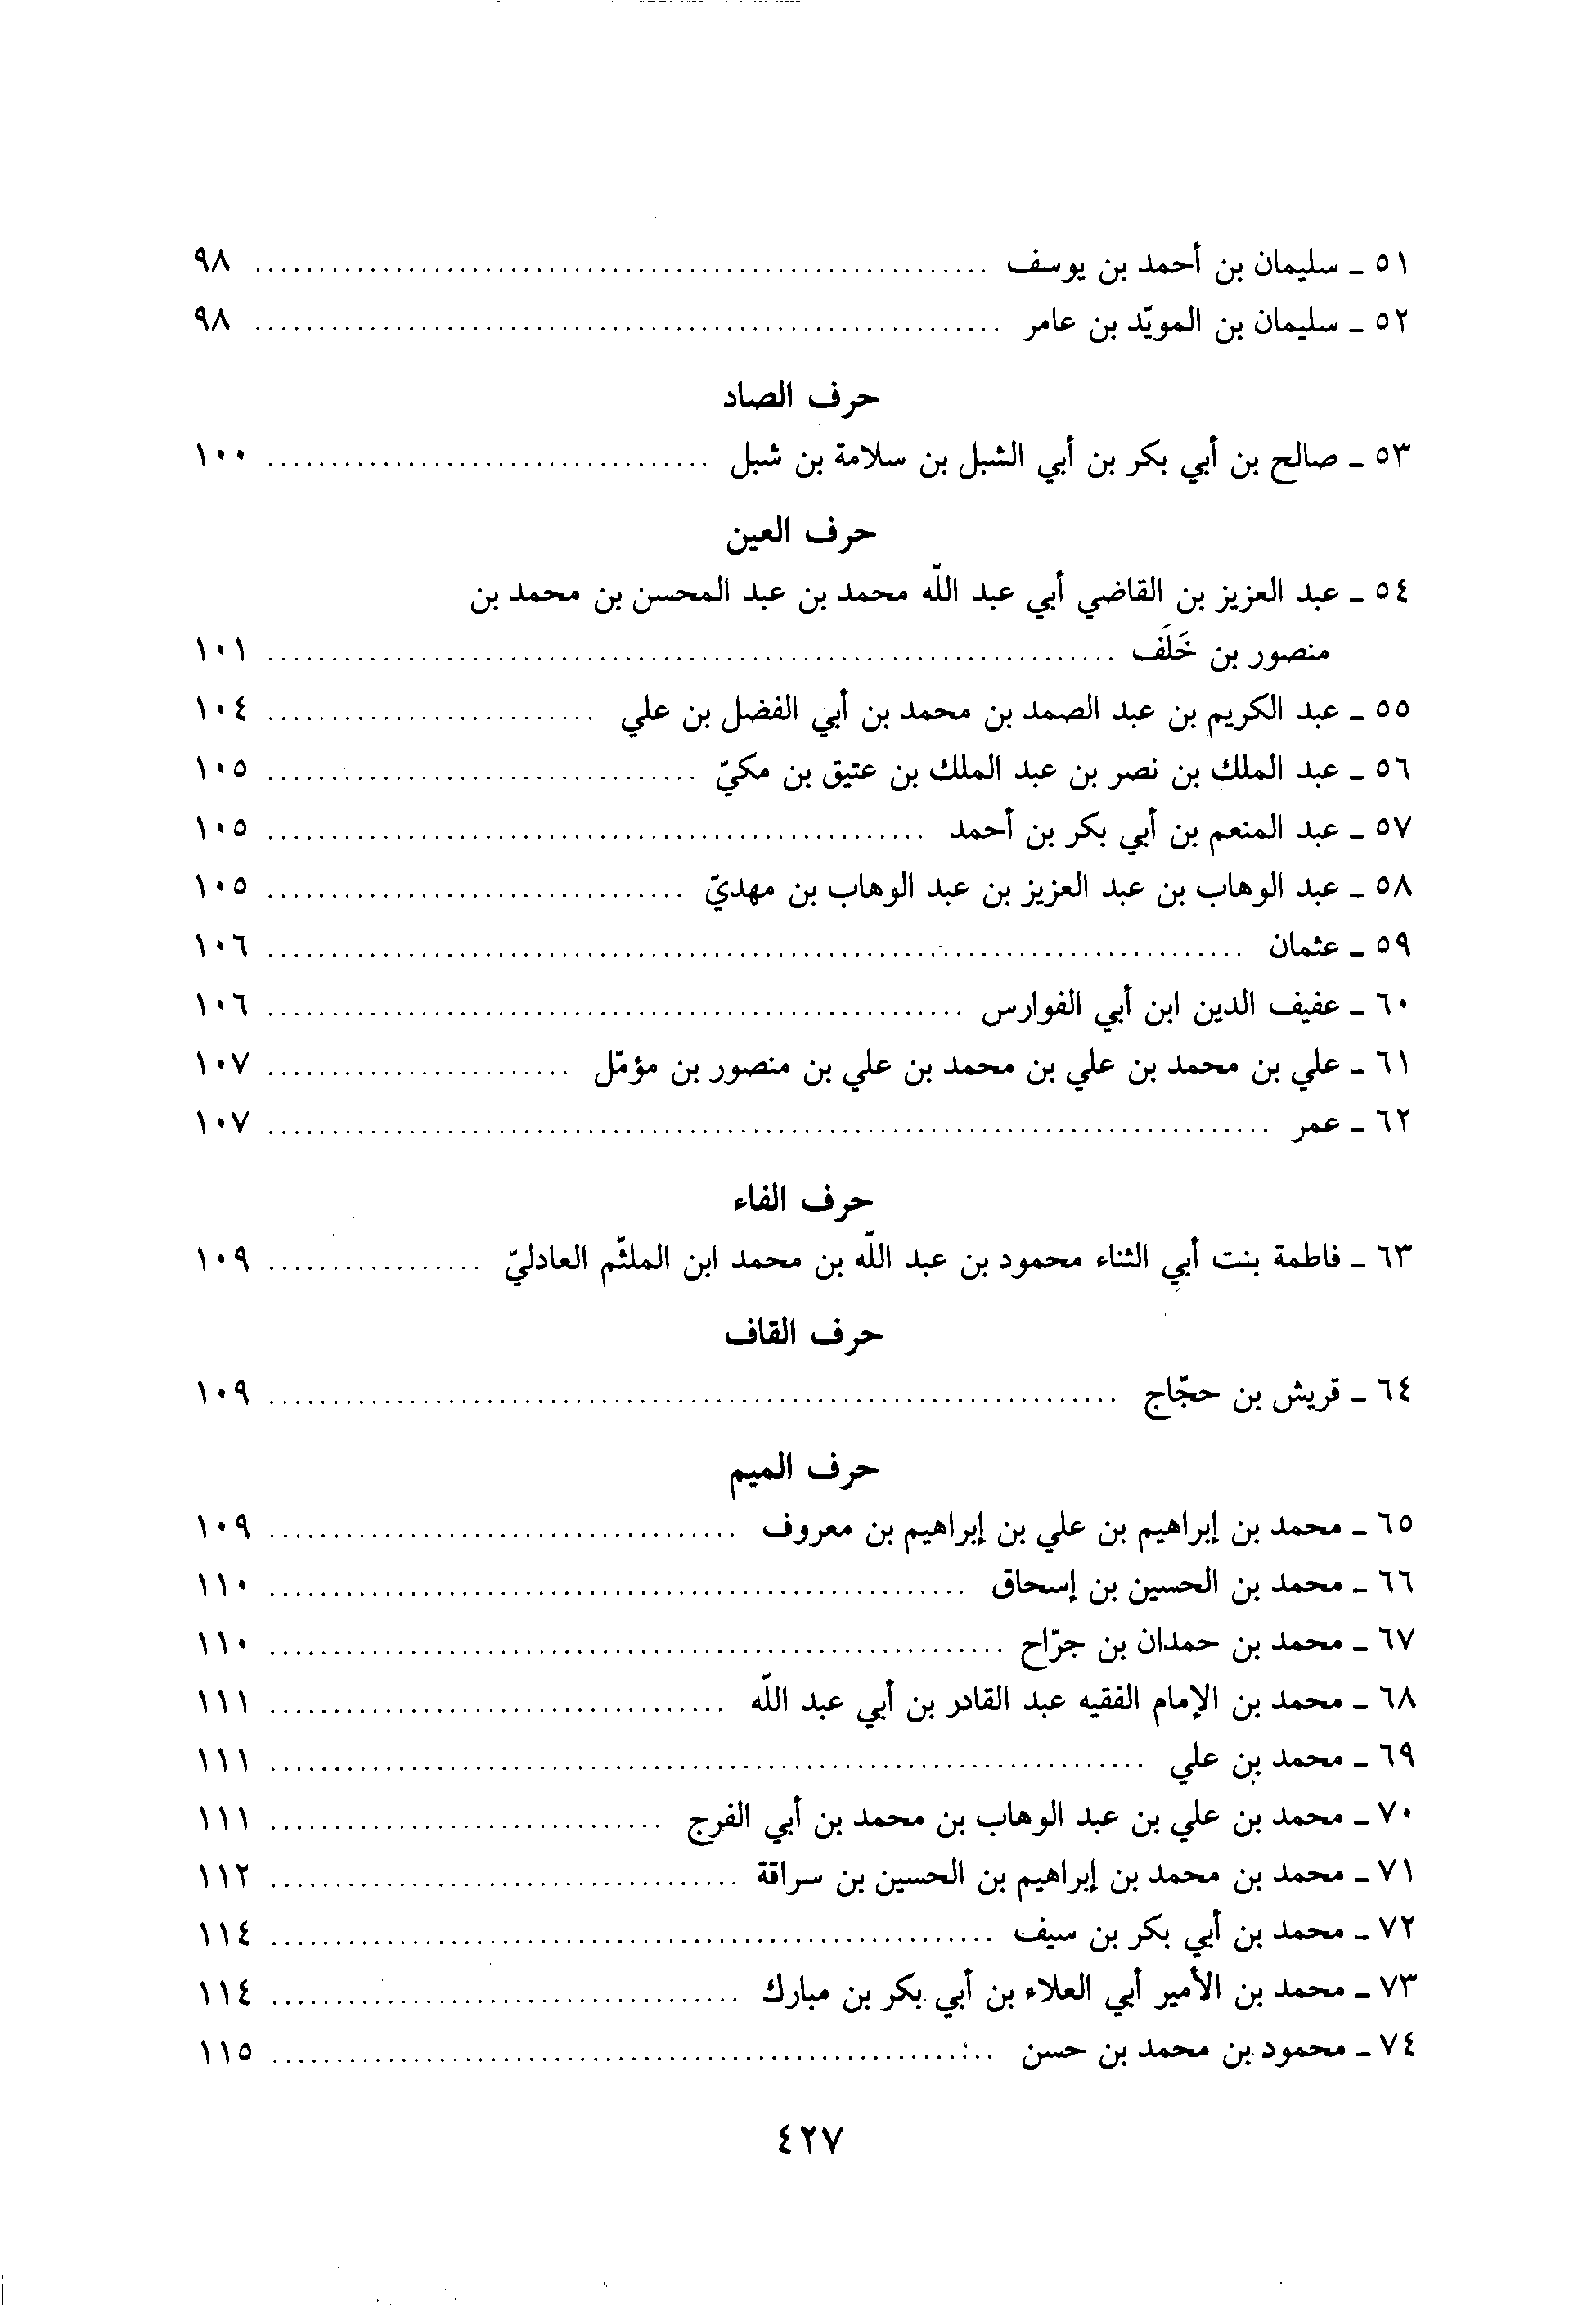 ٥١ - سليمان بن أحمد بن يوسف ........................................ ٩٨
٥٢ - سليمان بن المويّد بن عامر ........................................ ٩٨
حرف الصاد
٥٣ - صالح بن أبي بكر بن أبي الشبل بن سلامة بن شبل ........................................ ١٠٠
حرف العين
٥٤ - عبد العزيز بن القاضي أبي عبد اللّه محمد بن عبد المحسن بن محمد بن
منصور بن خَلَف ........................................ ١٠١
٥٥ - عبد الكريم بن عبد الصمد بن محمد بن أبي الفضل بن علي ........................................ ١٠٤
٥٦ - عبد الملك بن نصر بن عبد الملك بن عتيق بن مكيّ ........................................ ١٠٥
٥٧ - عبد المنعم بن أبي بكر بن أحمد ........................................ ١٠٥
٥٨ - عبد الوهاب بن عبد العزيز بن عبد الوهاب بن مهديّ ........................................ ١٠٥
٥٩ - عثمان ........................................ ١٠٦
٦٠ - عفيف الدين ابن أبي الفوارس ........................................ ١٠٦
٦١ - علي بن محمد بن علي بن محمد بن علي بن منصور بن مؤمّل ........................................ ١٠٧
٦٢ - عمر ........................................ ١٠٧
حرف الفاء
٦٣ - فاطمة بنت أبي الثناء محمود بن عبد اللّه بن محمد ابن الملثّم العادليّ ........................................ ١٠٩
حرف القاف
٦٤ - قريش بن حجّاج ........................................ ١٠٩
حرف الميم
٦٥ - محمد بن إبراهيم بن علي بن إبراهيم بن معروف ........................................ ١٠٩
٦٦ - محمد بن الحسين بن إسحاق ........................................ ١١٠
٦٧ - محمد بن حمدان بن جرّاح ........................................ ١١٠
٦٨ - محمد بن الإمام الفقيه عبد القادر بن أبي عبد اللّه ........................................ ١١١
٦٩ - محمد بن علي ........................................ ١١١
٧٠ - محمد بن علي بن عبد الوهاب بن محمد بن أبي الفرج ........................................ ١١١
٧١ - محمد بن محمد بن إبراهيم بن الحسين بن سراقة ........................................ ١١٢
٧٢ - محمد بن أبي بكر بن سيف ........................................ ١١٤
٧٣ - محمد بن الأمير أبي العلاء بن أبي بكر بن مبارك ........................................ ١١٤
٧٤ - محمود بن محمد بن حسن ........................................ ١١٥
٤٢٧